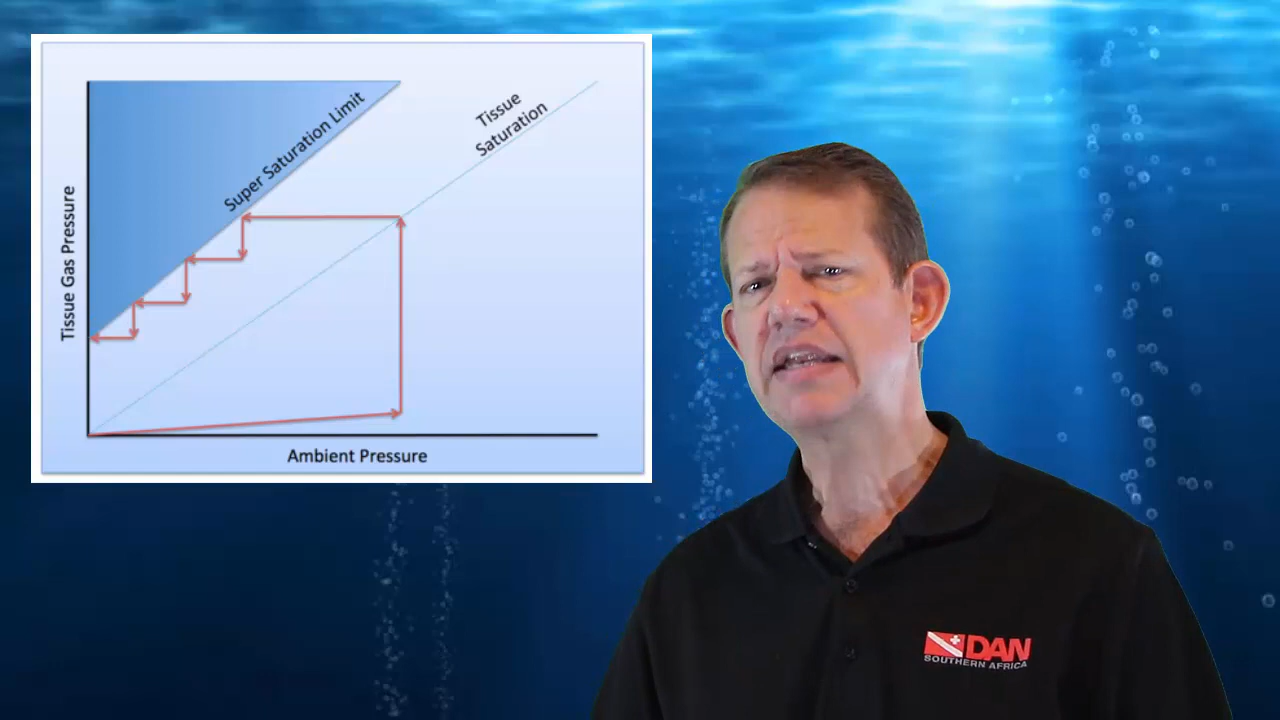 Super Saturation Limit
Tissue
Saturation
Tissue Gas Pressure
Ambient Pressure
DAN
SOUTHERN AFRICA